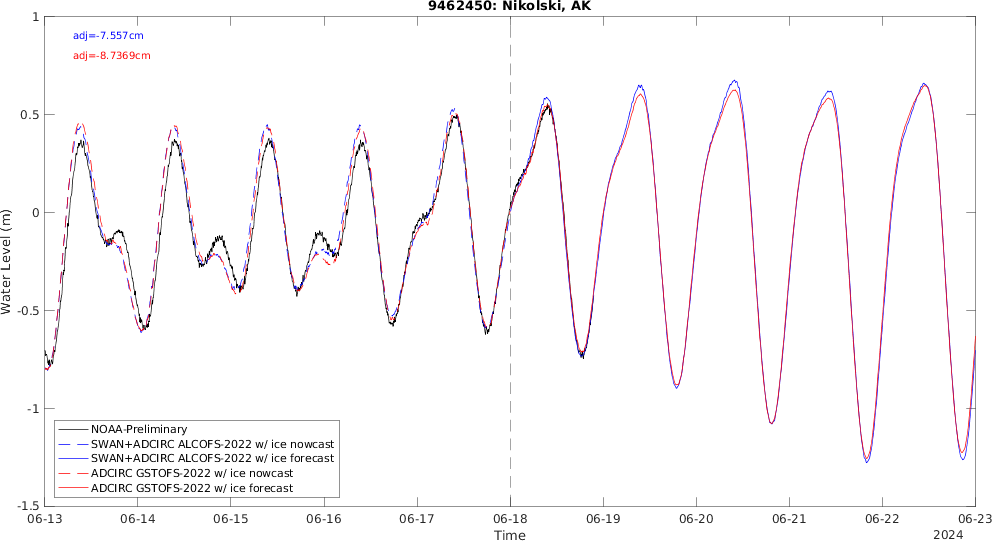 9462450: Nikolski, AK
adj=-7.557cm
adj=-8.7369cm
Water Level (m)
1
0.5
0
-0.5
-1
-1.5
NOAA-Preliminary
SWAN+ADCIRC ALCOFS-2022 w/ ice nowcast
SWAN+ADCIRC ALCOFS-2022 w/ ice forecast
ADCIRC GSTOFS-2022 w/ ice nowcast
ADCIRC GSTOFS-2022 w/ ice forecast
06-13 06-14 06-15 06-16 06-17 06-18 06-19 06-20 06-21 06-22 06-23
Time
2024